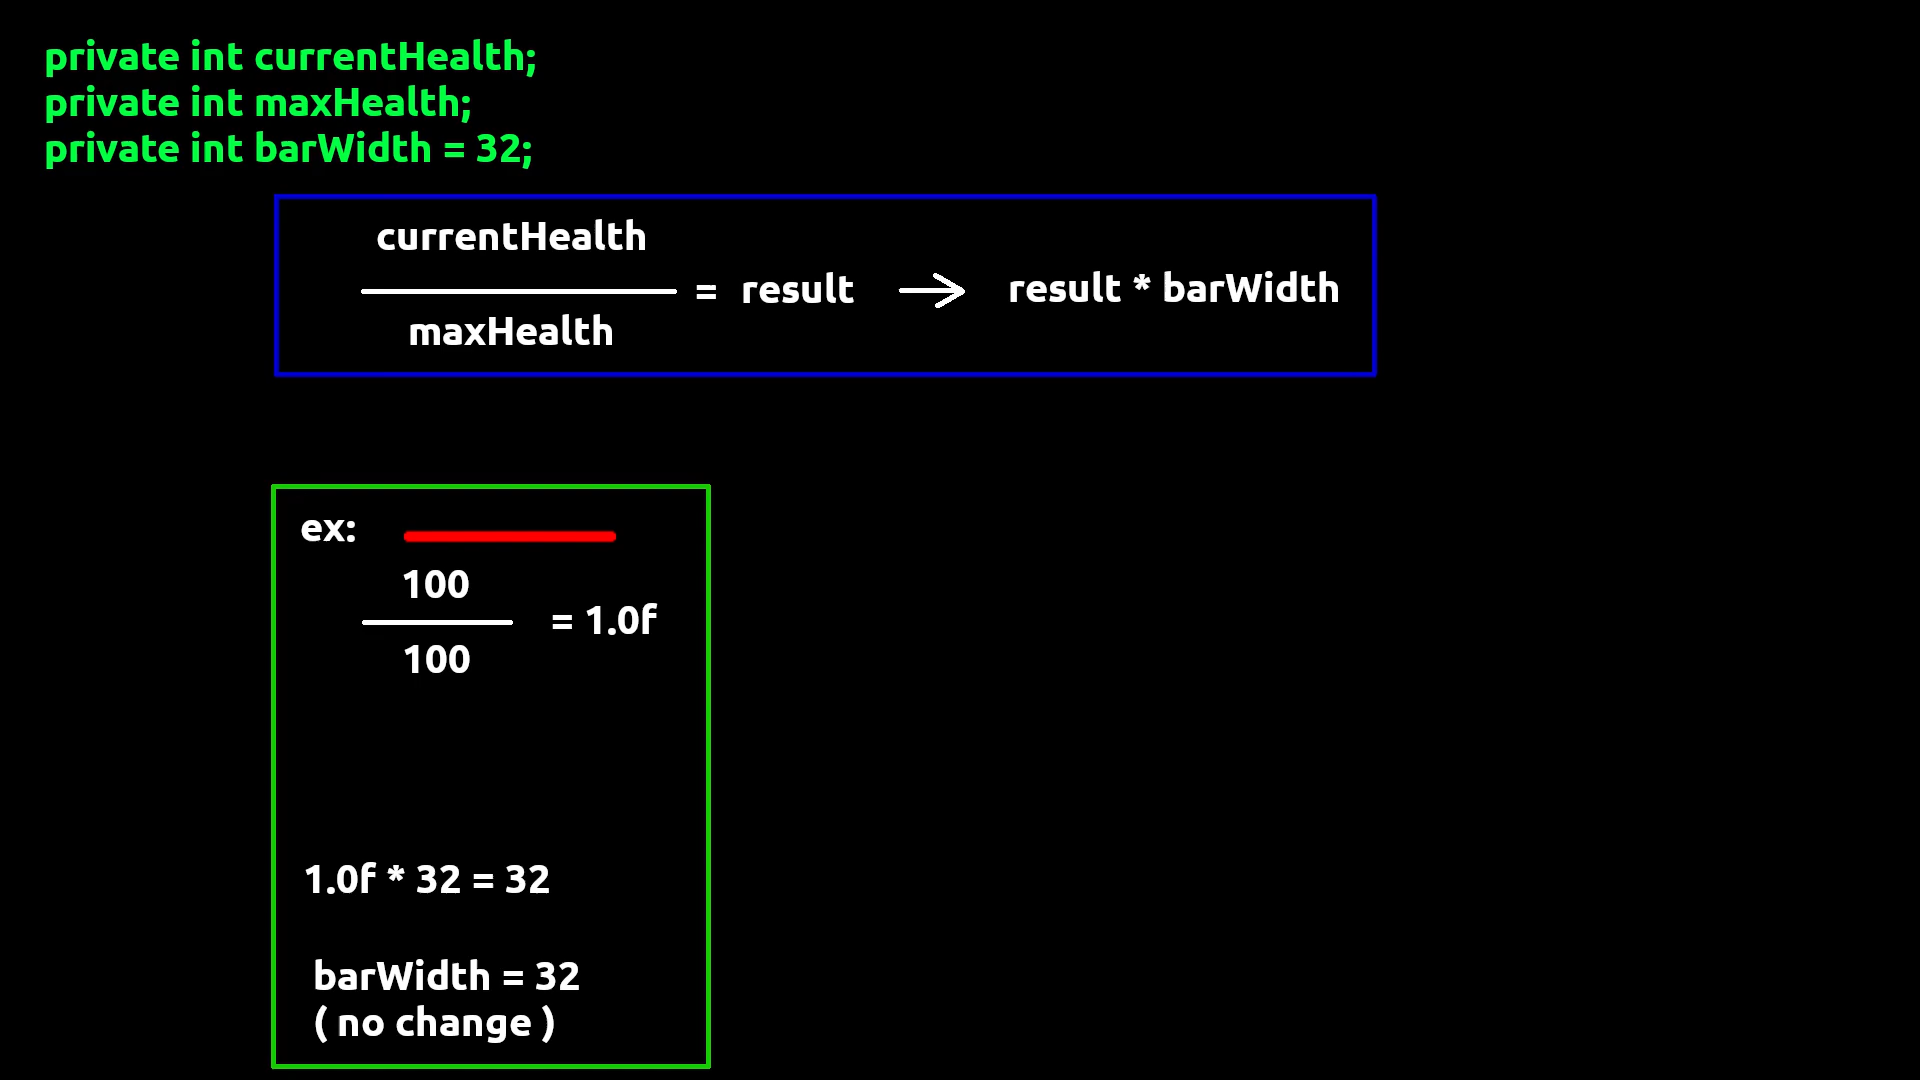 private int currentHealth;
private int maxHealth;
private int barWidth = 32;
currentHealth
maxHealth
= result → result * barWidth
ex:
100
100
= 1.0f
1.0f * 32 = 32
barWidth = 32
( no change )